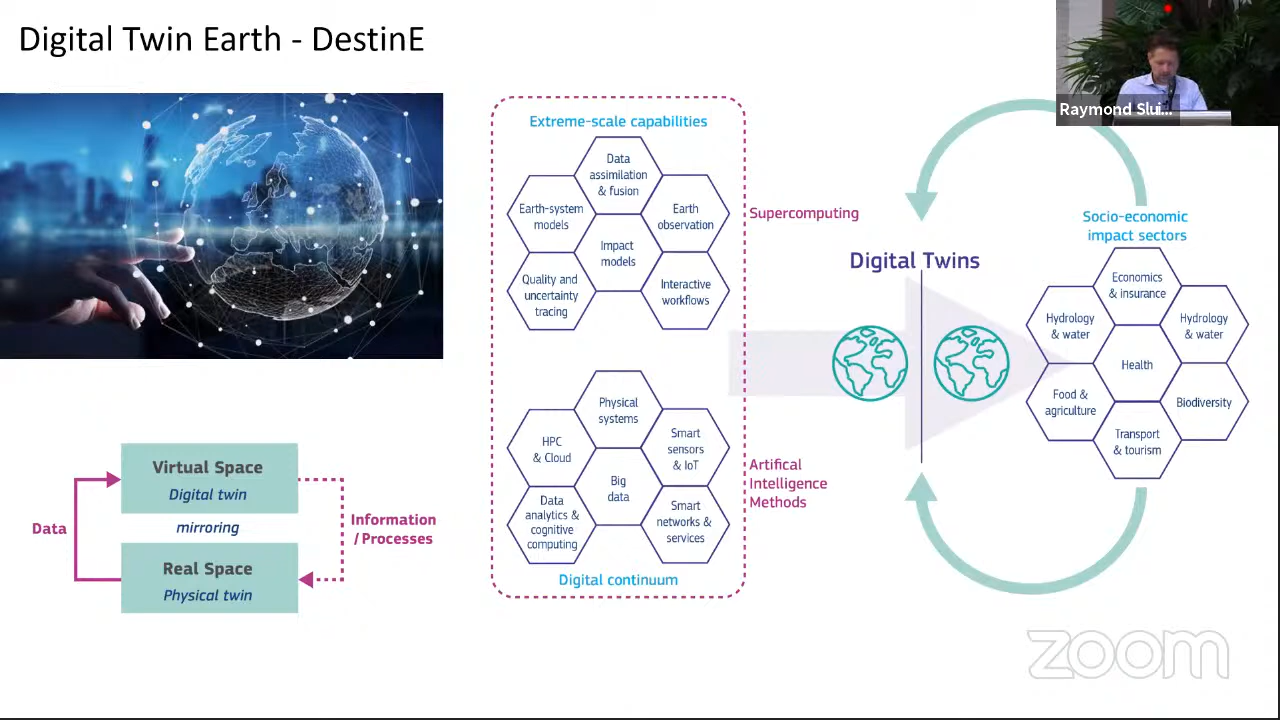 Digital Twin Earth - DestinE
Raymond Slui...
Extreme-scale capabilities
Data
assimilation
& fusion
Earth-system
models
Earth
observation
Impact
models
Quality and
uncertainty
tracing
Interactive
workflows
Supercomputing
Physical
systems
HPC
& Cloud
Smart
sensors
& IoT
Big
data
Data
analytics &
cognitive
computing
Smart
networks &
services
Digital continuum
Artifical
Intelligence
Methods
Digital Twins
Socio-economic
impact sectors
Economics
& insurance
Hydrology
& water
Hydrology
& water
Health
Food &
agriculture
Biodiversity
Transport
& tourism
Virtual Space
Digital twin
mirroring
Real Space
Physical twin
Data
Information
/ Processes
zoom